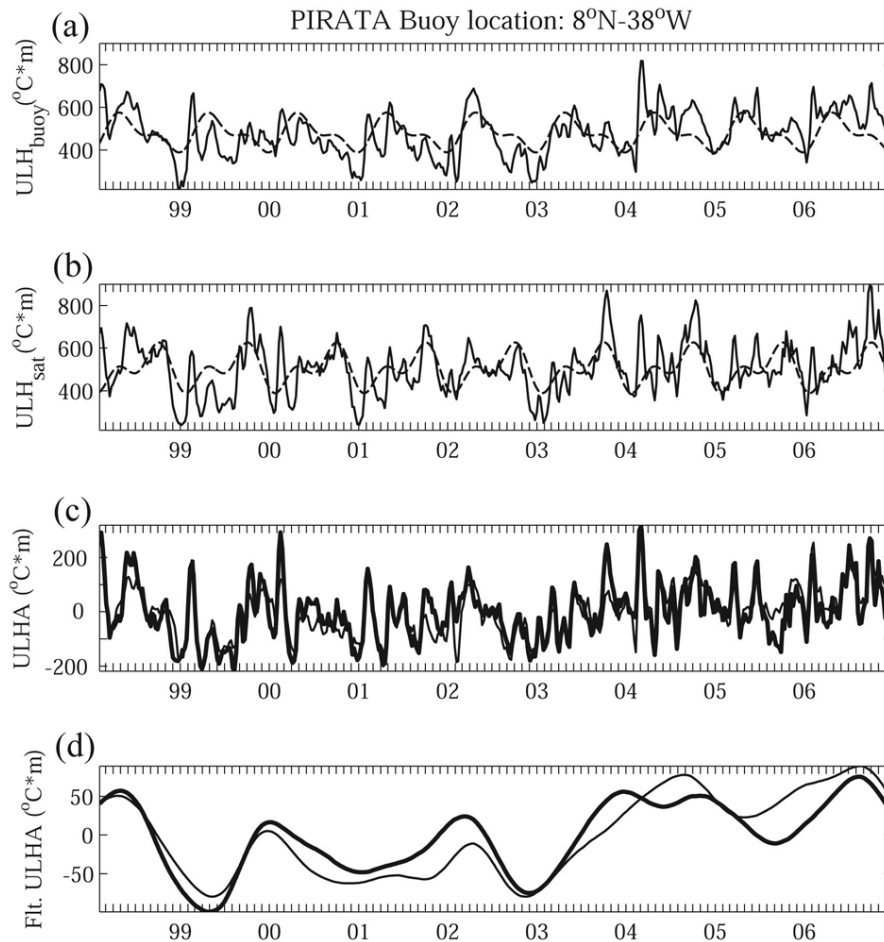 PIRATA Buoy location: 8°N-38°W
(a)
ULH_buoy (°C*m)
800
600
400
99 00 01 02 03 04 05 06
(b)
ULH_sat (°C*m)
800
600
400
99 00 01 02 03 04 05 06
(c)
ULHA (°C*m)
200
0
-200
99 00 01 02 03 04 05 06
(d)
Flt. ULHA (°C*m)
50
0
-50
99 00 01 02 03 04 05 06